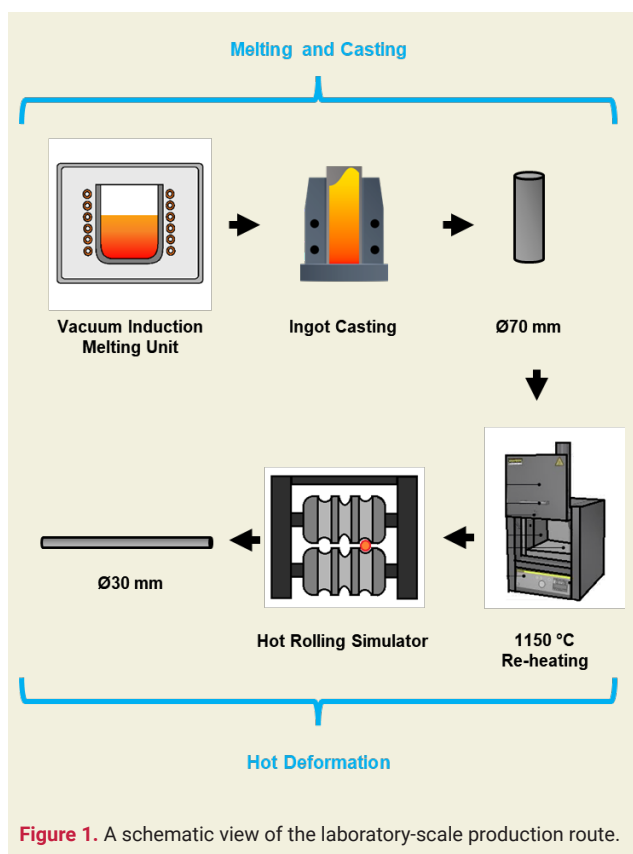 Melting and Casting
Vacuum Induction
Melting Unit
Ingot Casting
Ø70 mm
Ø30 mm
Hot Rolling Simulator
1150 °C
Re-heating
Hot Deformation
Figure 1. A schematic view of the laboratory-scale production route.